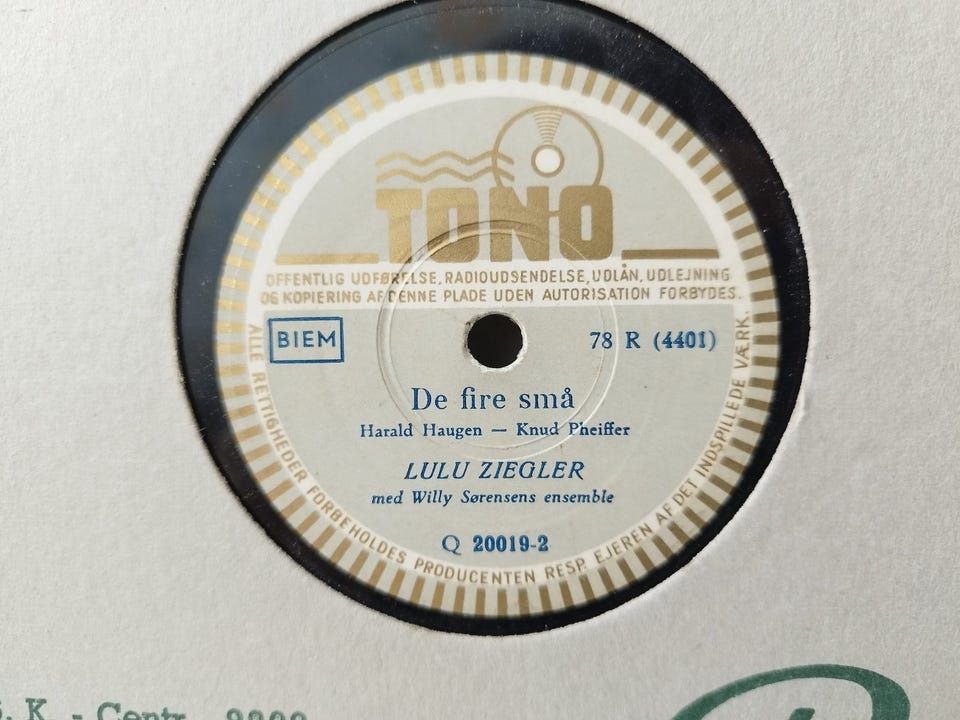 TONO
OFFENTLIG UDFØRELSE, RADIOUDSENDELSE, UDLÅN, UDLEJNING
OG KOPIERING AF DENNE PLADE UDEN AUTORISATION FORBYDES.
BIEM
78 R (4401)
De fire små
Harald Haugen — Knud Pheiffer
LULU ZIEGLER
med Willy Sørensens ensemble
Q 20019-2
ALLE RETTIGHEDER FORBEHOLDES PRODUCENTEN RESP. EJEREN AF DET INDSPILLEDE VÆRK.
K. - Centr.